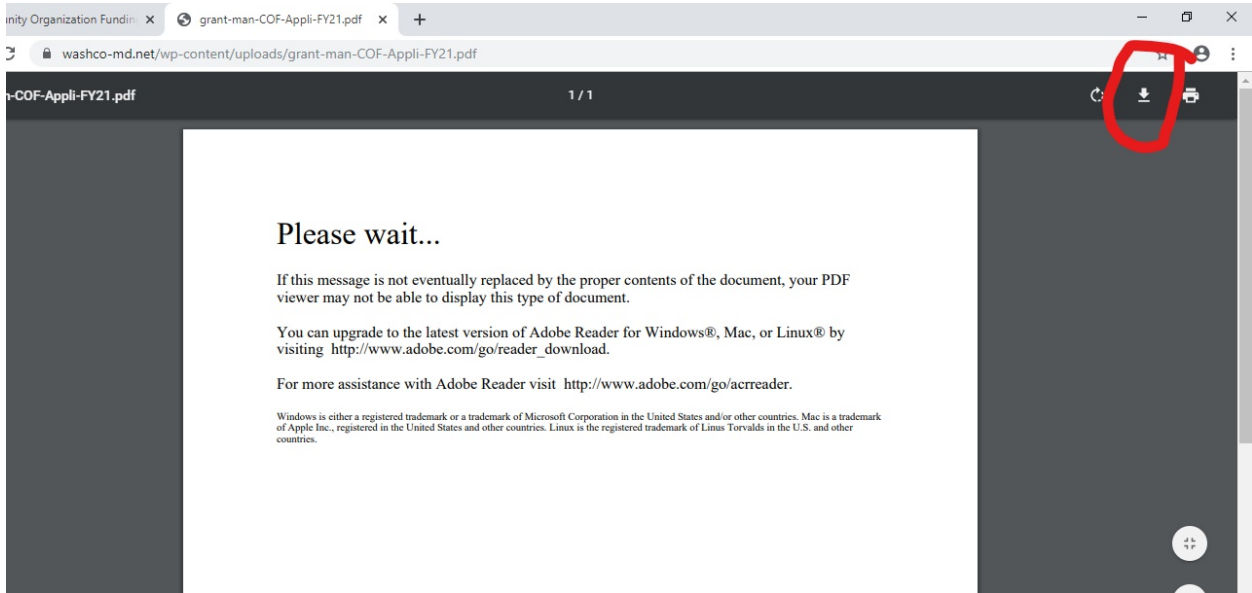 nity Organization Fundin
grant-man-COF-Appli-FY21.pdf
washco-md.net/wp-content/uploads/grant-man-COF-Appli-FY21.pdf
-COF-Appli-FY21.pdf
1 / 1
Please wait...
If this message is not eventually replaced by the proper contents of the document, your PDF
viewer may not be able to display this type of document.
You can upgrade to the latest version of Adobe Reader for Windows®, Mac, or Linux® by
visiting http://www.adobe.com/go/reader_download.
For more assistance with Adobe Reader visit http://www.adobe.com/go/acrreader.
Windows is either a registered trademark or a trademark of Microsoft Corporation in the United States and/or other countries. Mac is a trademark
of Apple Inc., registered in the United States and other countries. Linux is the registered trademark of Linus Torvalds in the U.S. and other
countries.